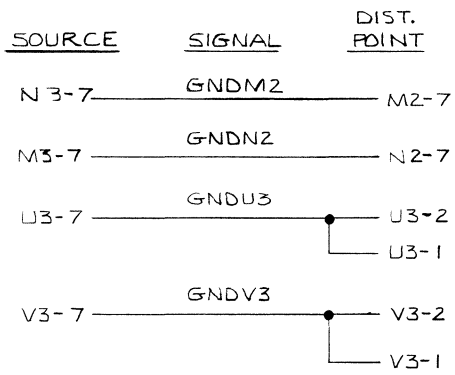 DIST.
SOURCE SIGNAL POINT
GNDM2
N3-7 M2-7
GNDN2
M3-7 N2-7
GNDU3
U3-7 U3-2
U3-1
GNDV3
V3-7 V3-2
V3-1